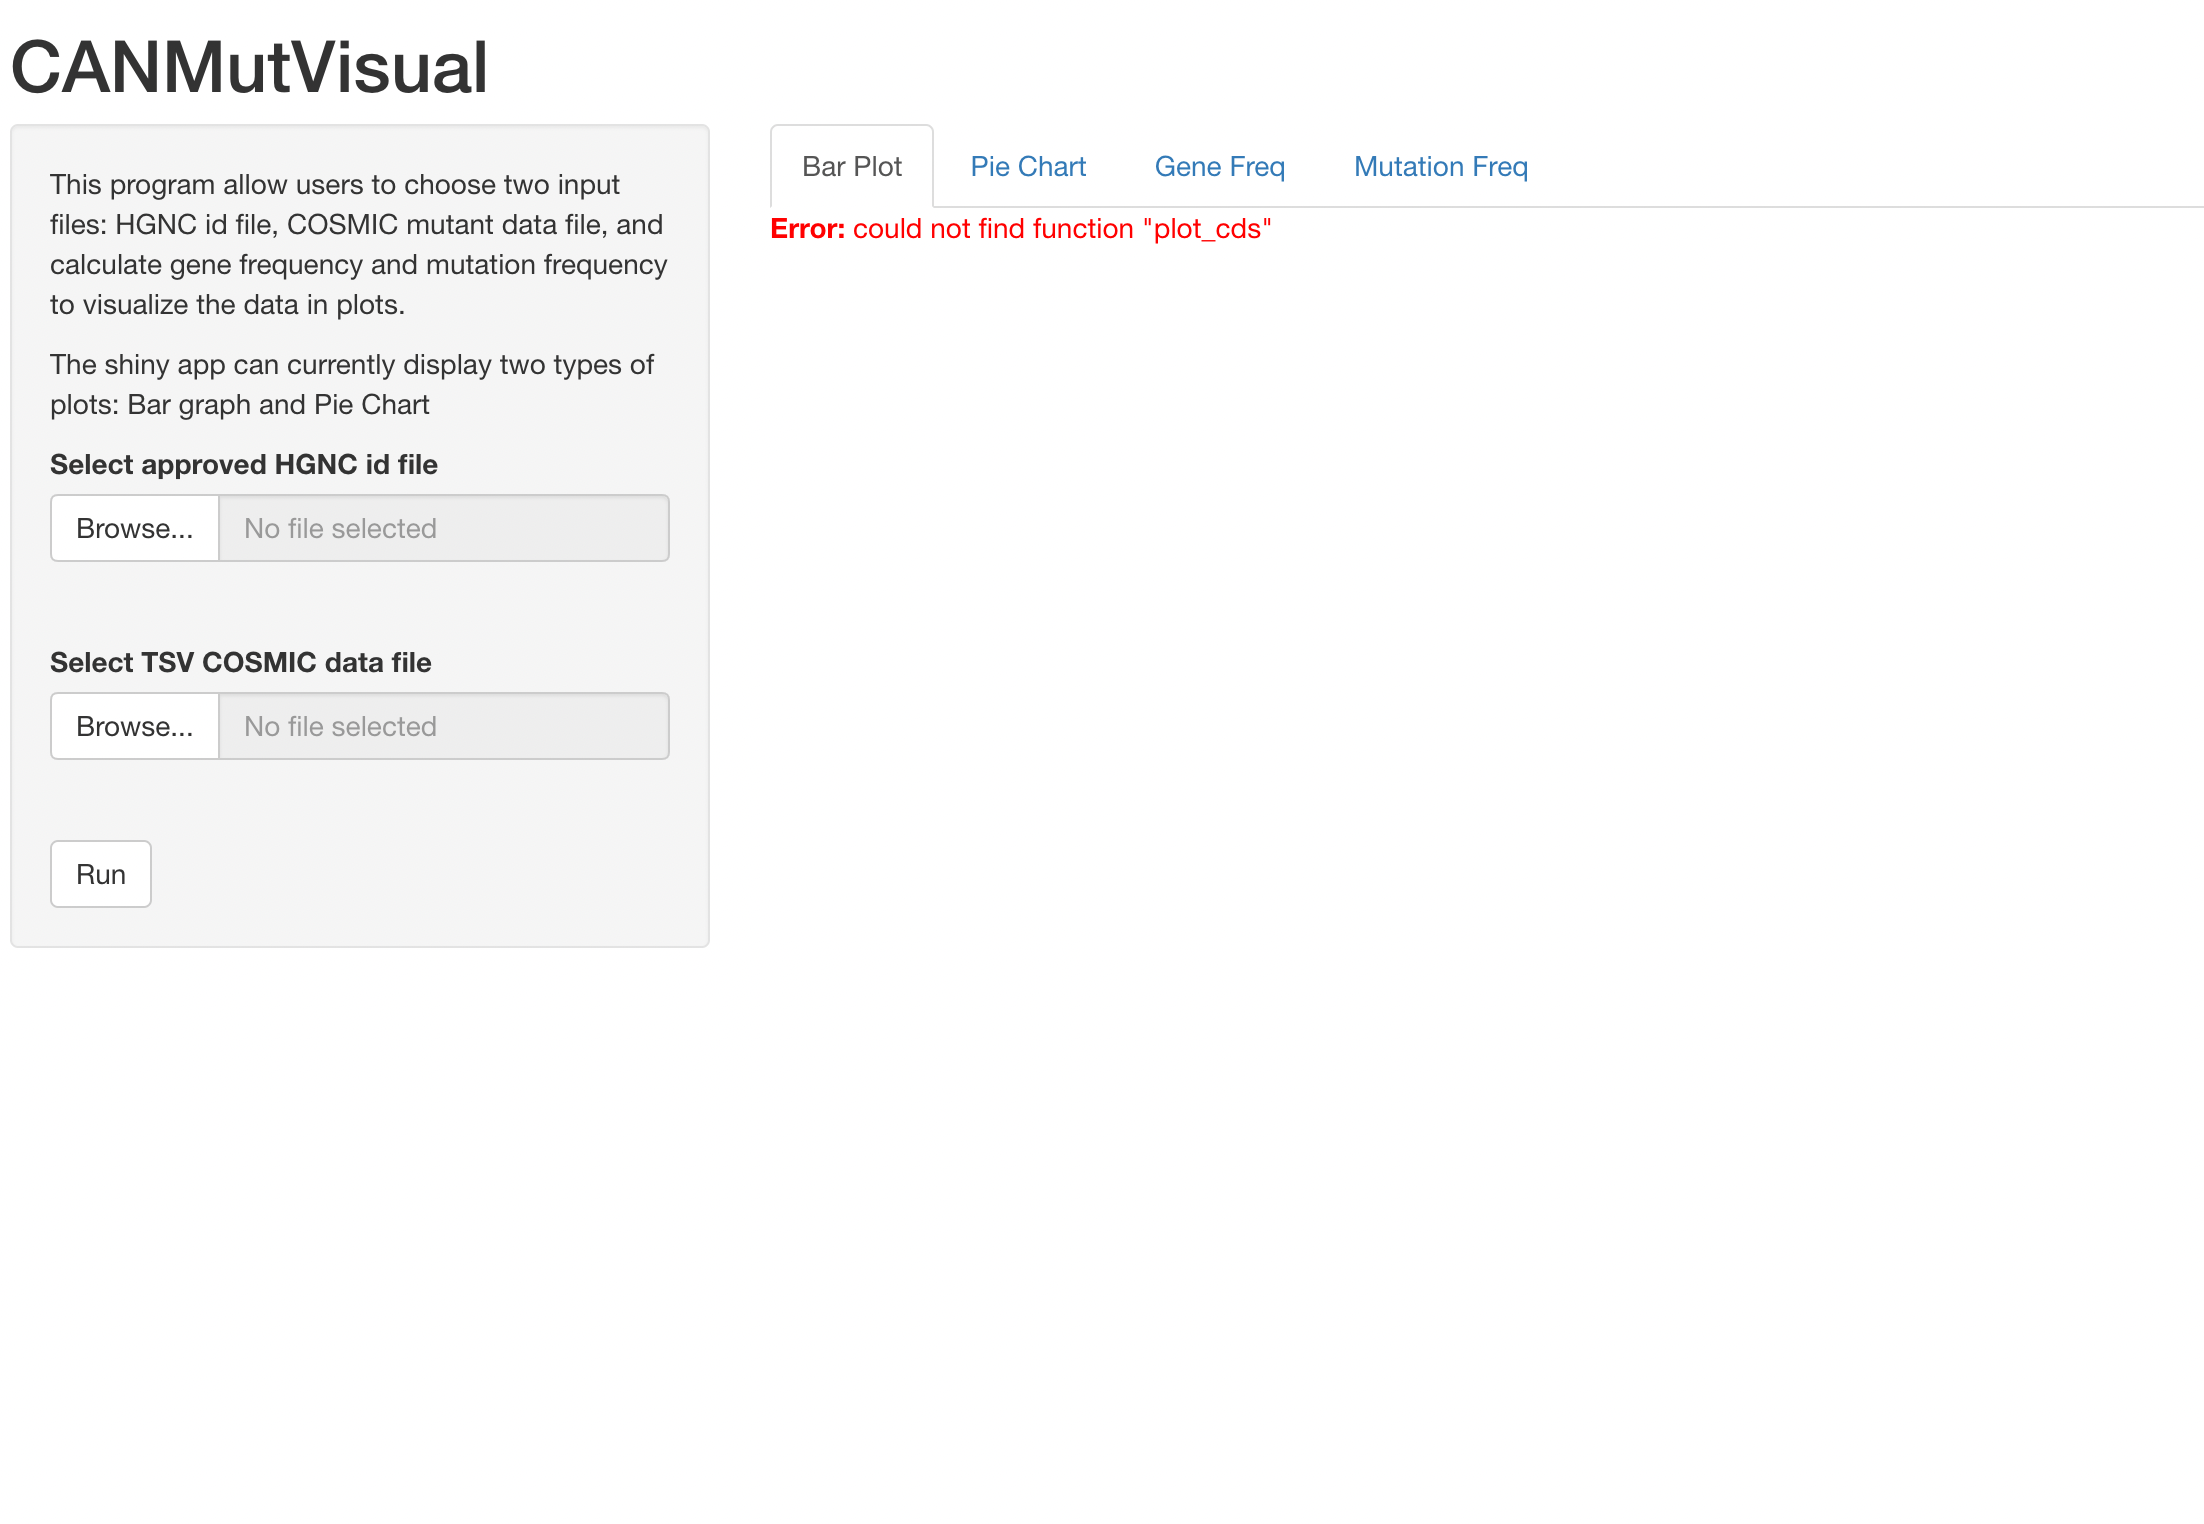 CANMutVisual
This program allow users to choose two input
files: HGNC id file, COSMIC mutant data file, and
calculate gene frequency and mutation frequency
to visualize the data in plots.
The shiny app can currently display two types of
plots: Bar graph and Pie Chart
Select approved HGNC id file
Browse... No file selected
Select TSV COSMIC data file
Browse... No file selected
Run
Bar Plot Pie Chart Gene Freq Mutation Freq
Error: could not find function "plot_cds"